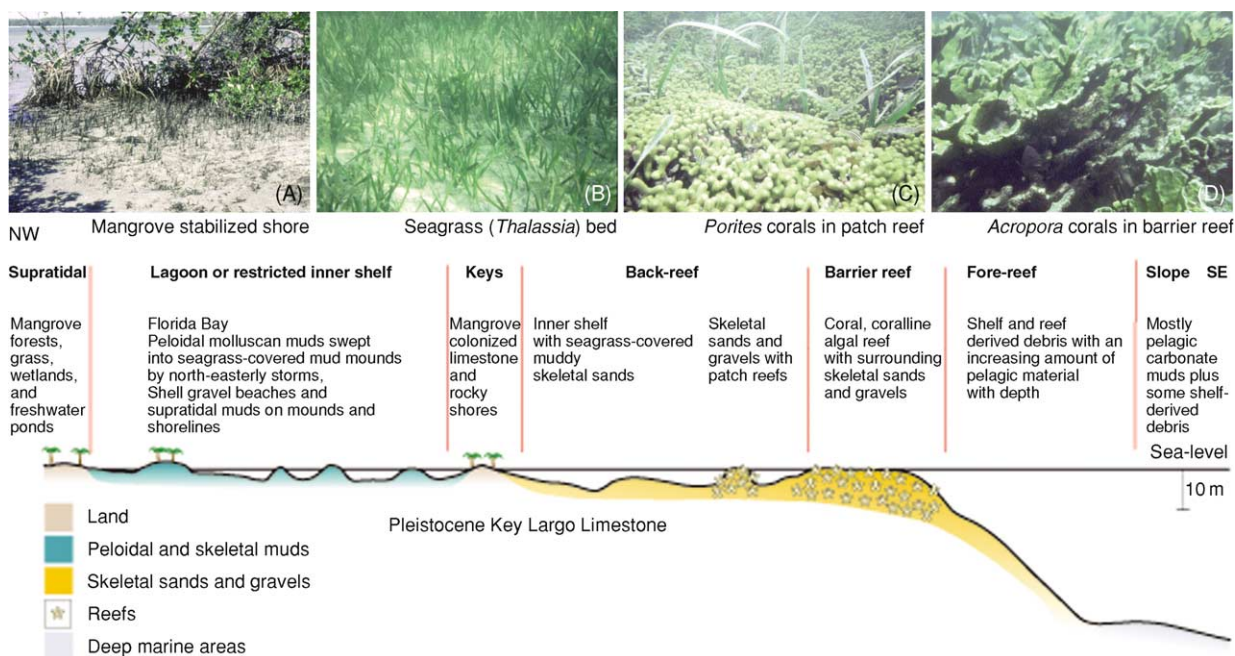 (A)
(B)
(C)
(D)
NW
Mangrove stabilized shore
Seagrass (Thalassia) bed
Porites corals in patch reef
Acropora corals in barrier reef
Supratidal
Lagoon or restricted inner shelf
Keys
Back-reef
Barrier reef
Fore-reef
Slope SE
Mangrove
forests,
grass,
wetlands,
and
freshwater
ponds
Florida Bay
Peloidal molluscan muds swept
into seagrass-covered mud mounds
by north-easterly storms,
Shell gravel beaches and
supratidal muds on mounds and
shorelines
Mangrove
colonized
limestone
and
rocky
shores
Inner shelf
with seagrass-covered
muddy
skeletal sands
Skeletal
sands and
gravels with
patch reefs
Coral, coralline
algal reef
with surrounding
skeletal sands
and gravels
Shelf and reef
derived debris with an
increasing amount of
pelagic material
with depth
Mostly
pelagic
carbonate
muds plus
some shelf-
derived
debris
Sea-level
10 m
Pleistocene Key Largo Limestone
Land
Peloidal and skeletal muds
Skeletal sands and gravels
Reefs
Deep marine areas